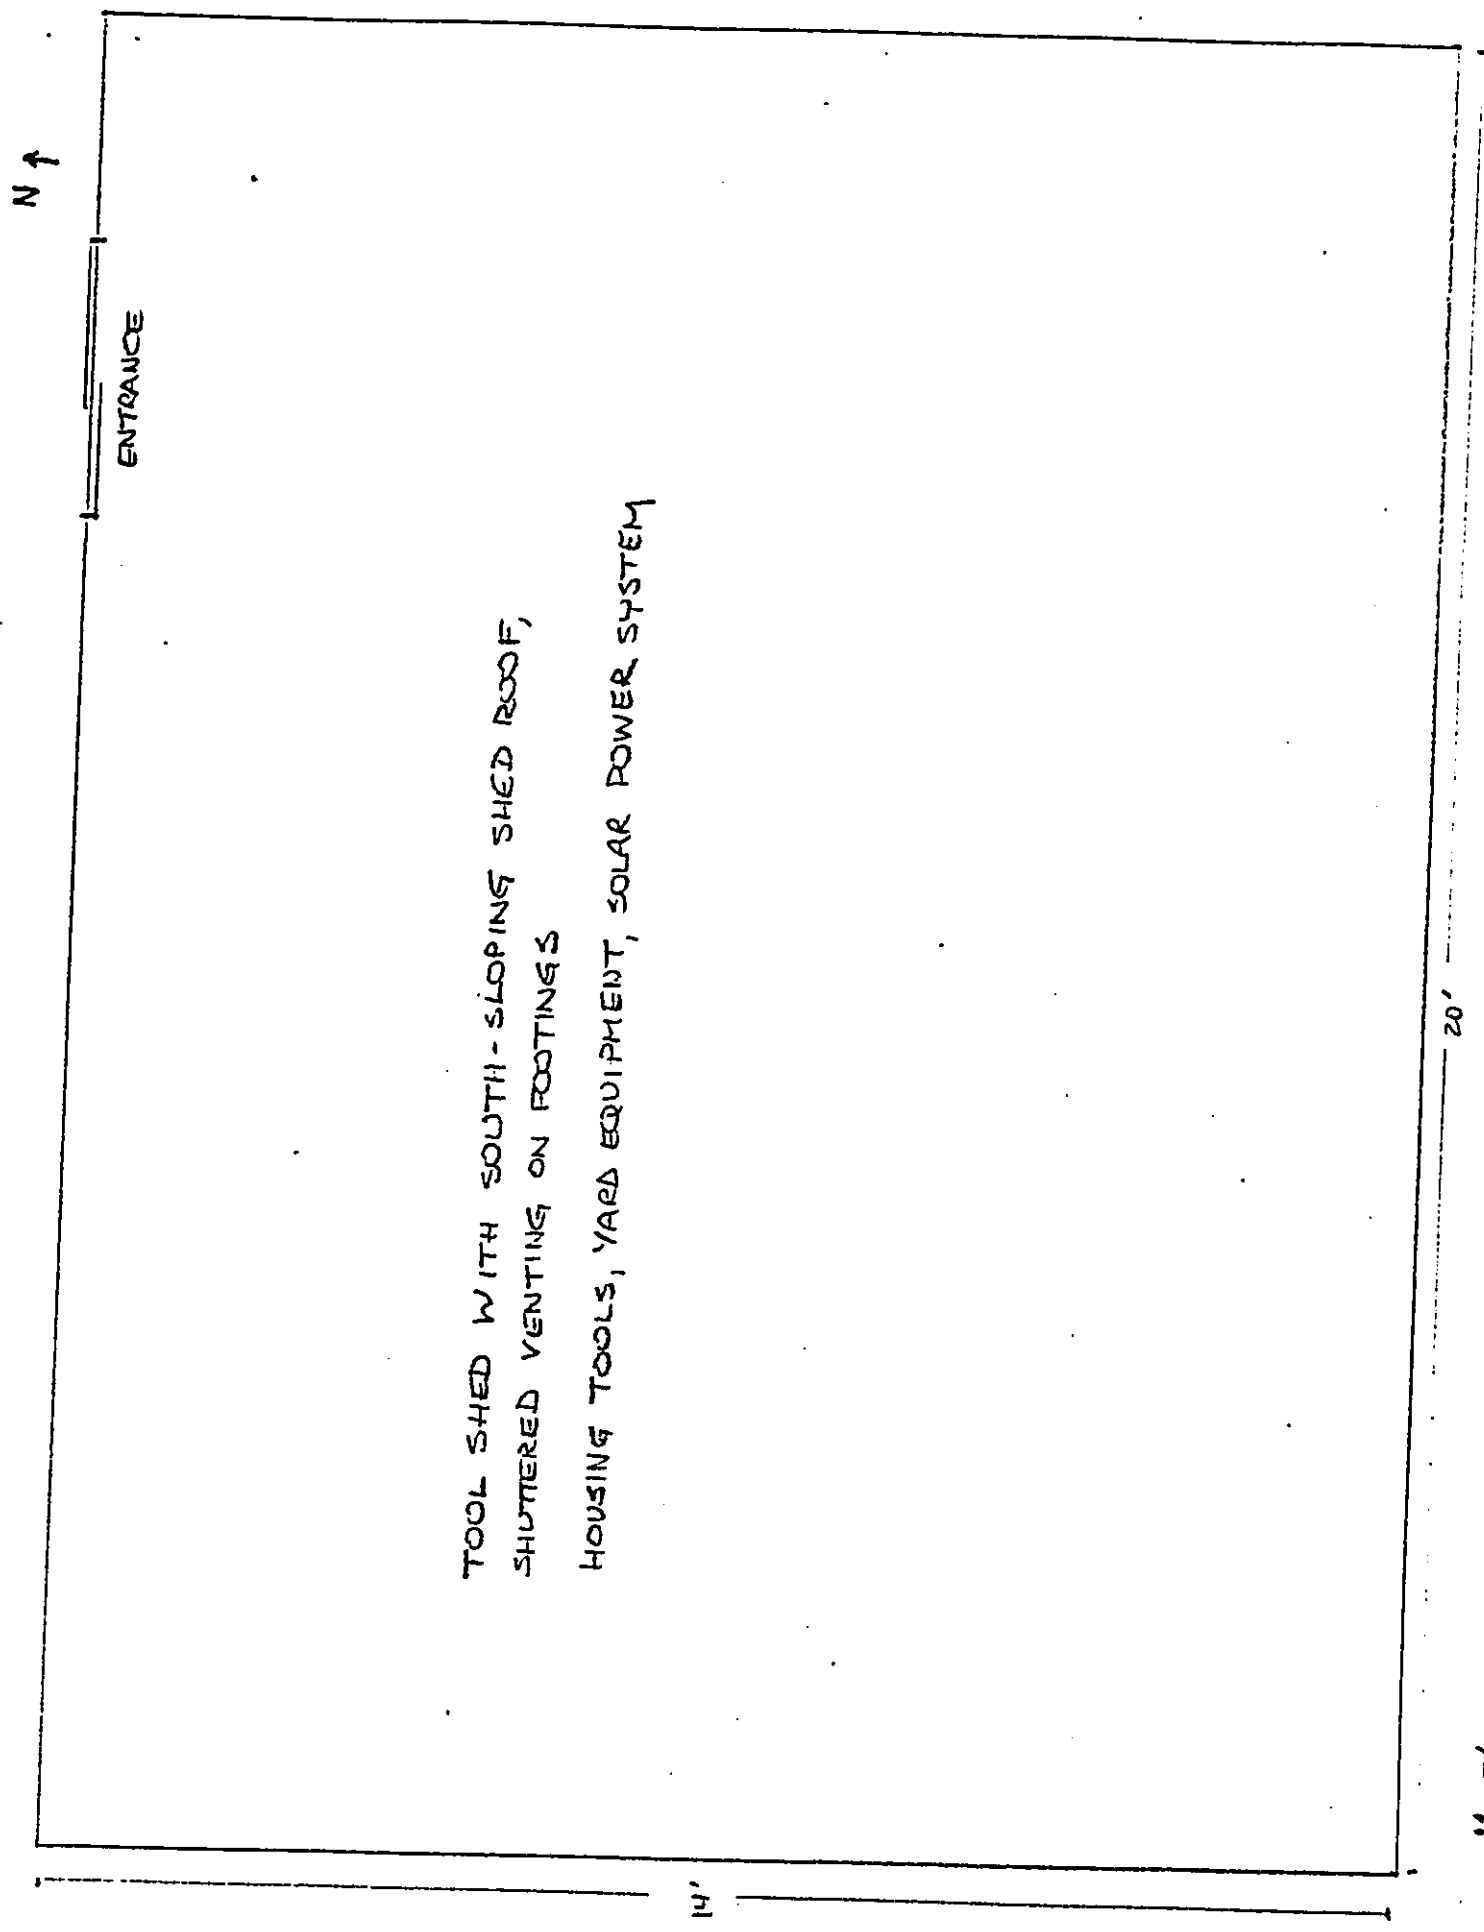 N
ENTRANCE
TOOL SHED WITH SOUTH-SLOPING SHED ROOF,
SHUTTERED VENTING ON FOOTINGS
HOUSING TOOLS, YARD EQUIPMENT, SOLAR POWER SYSTEM
14'
20'